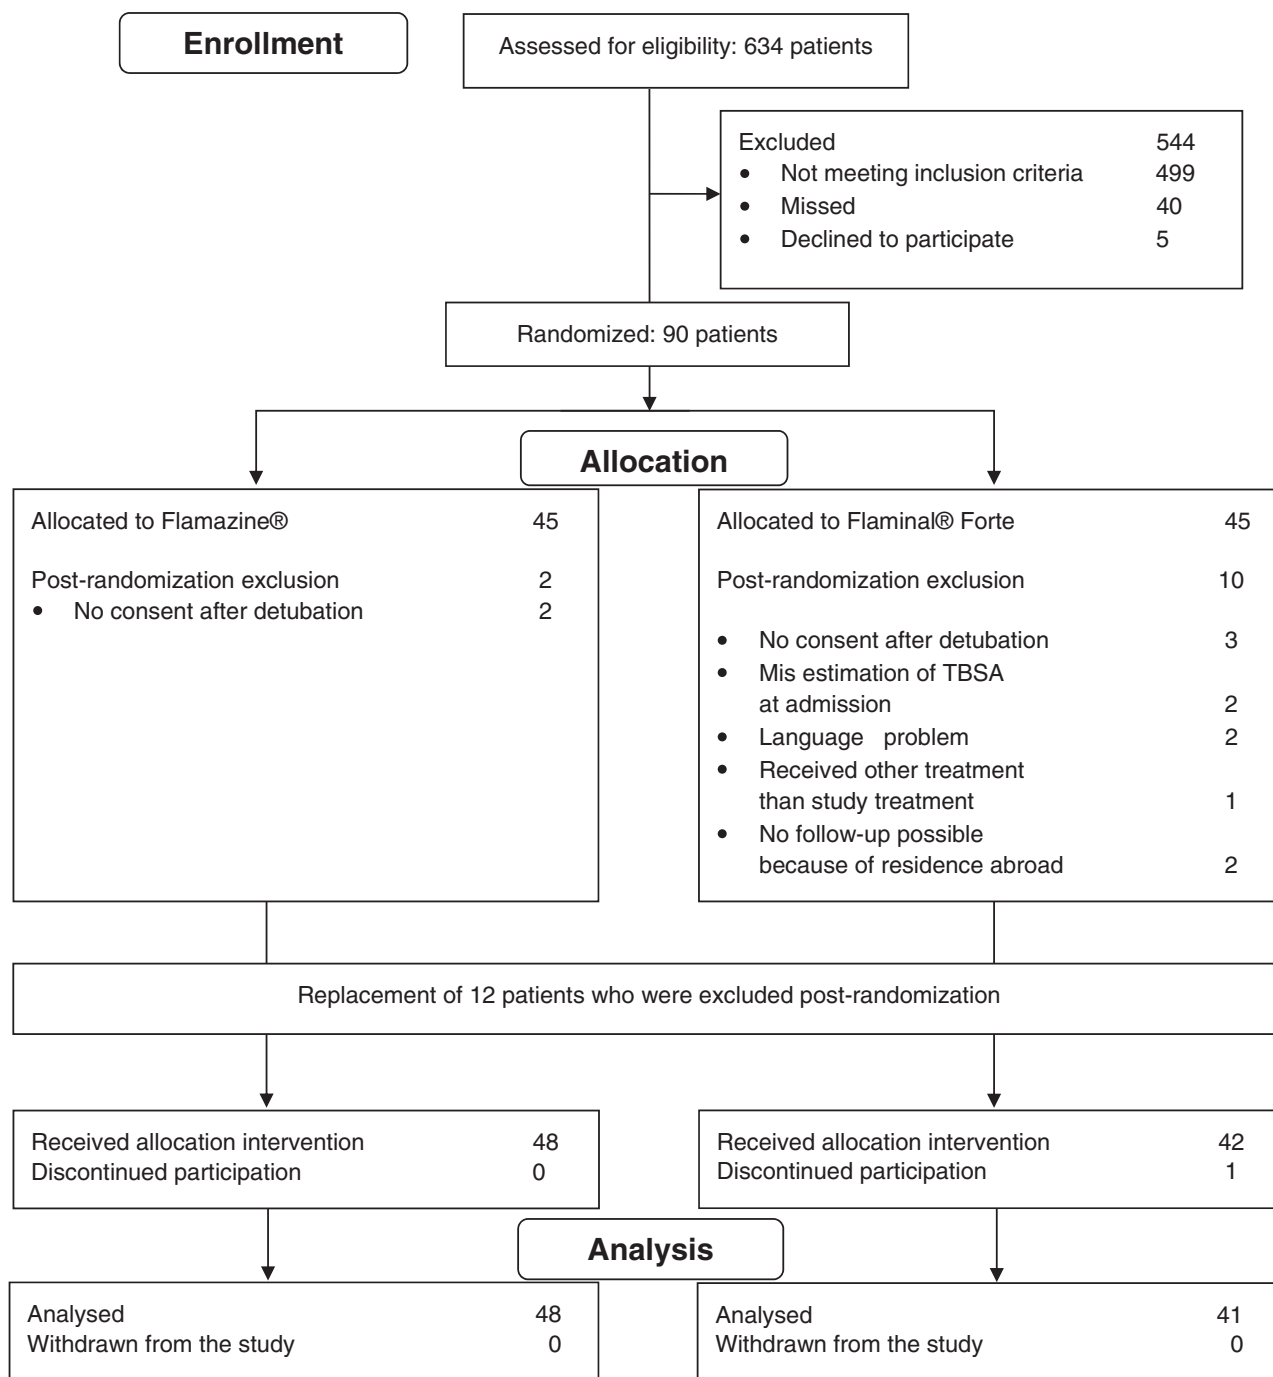 Enrollment
Assessed for eligibility: 634 patients
Excluded 544
• Not meeting inclusion criteria 499
• Missed 40
• Declined to participate 5
Randomized: 90 patients
Allocation
Allocated to Flamazine® 45
Post-randomization exclusion 2
• No consent after detubation 2
Allocated to Flaminal® Forte 45
Post-randomization exclusion 10
• No consent after detubation 3
• Mis estimation of TBSA
at admission 2
• Language problem 2
• Received other treatment
than study treatment 1
• No follow-up possible
because of residence abroad 2
Replacement of 12 patients who were excluded post-randomization
Received allocation intervention 48
Discontinued participation 0
Received allocation intervention 42
Discontinued participation 1
Analysis
Analysed 48
Withdrawn from the study 0
Analysed 41
Withdrawn from the study 0